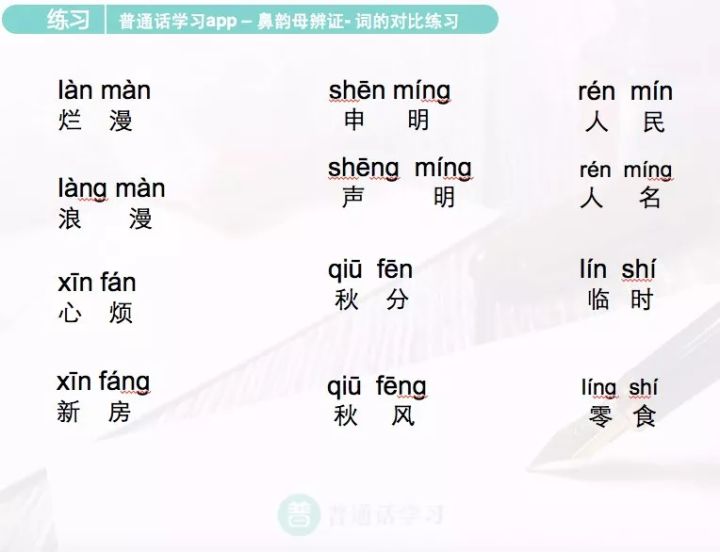 练习 普通话学习app – 鼻韵母辨证- 词的对比练习
làn màn
烂 漫
làng màn
浪 漫
xīn fán
心 烦
xīn fáng
新 房
shēn míng
申 明
shēng míng
声 明
qiū fēn
秋 分
qiū fēng
秋 风
rén mín
人 民
rén míng
人 名
lín shí
临 时
líng shí
零 食
普 普通话学习